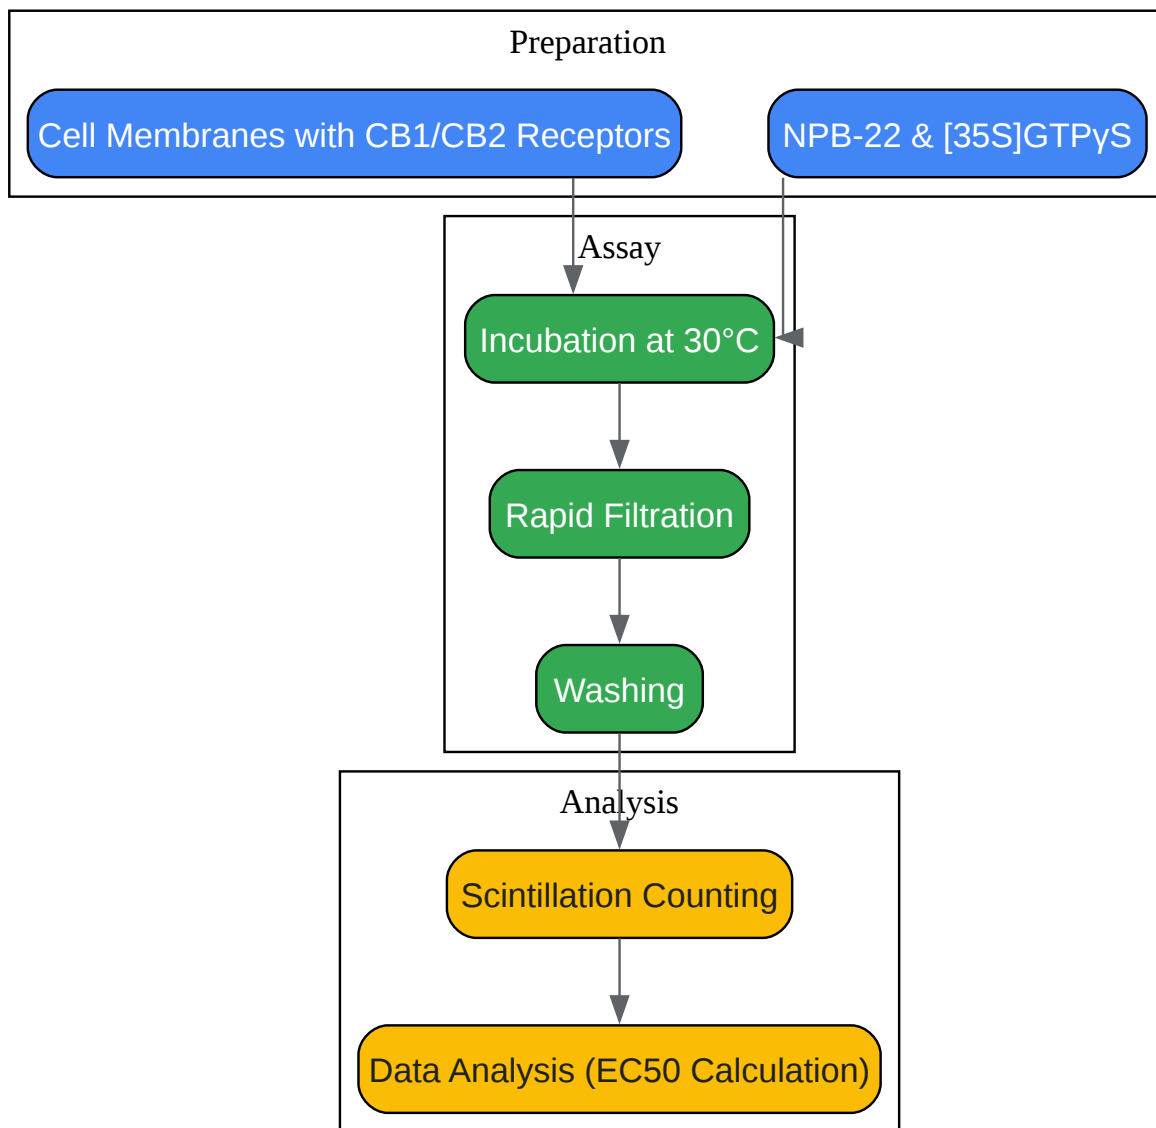 Preparation
Cell Membranes with CB1/CB2 Receptors
NPB-22 & [35S]GTPγS
Assay
Incubation at 30°C
Rapid Filtration
Washing
Analysis
Scintillation Counting
Data Analysis (EC50 Calculation)